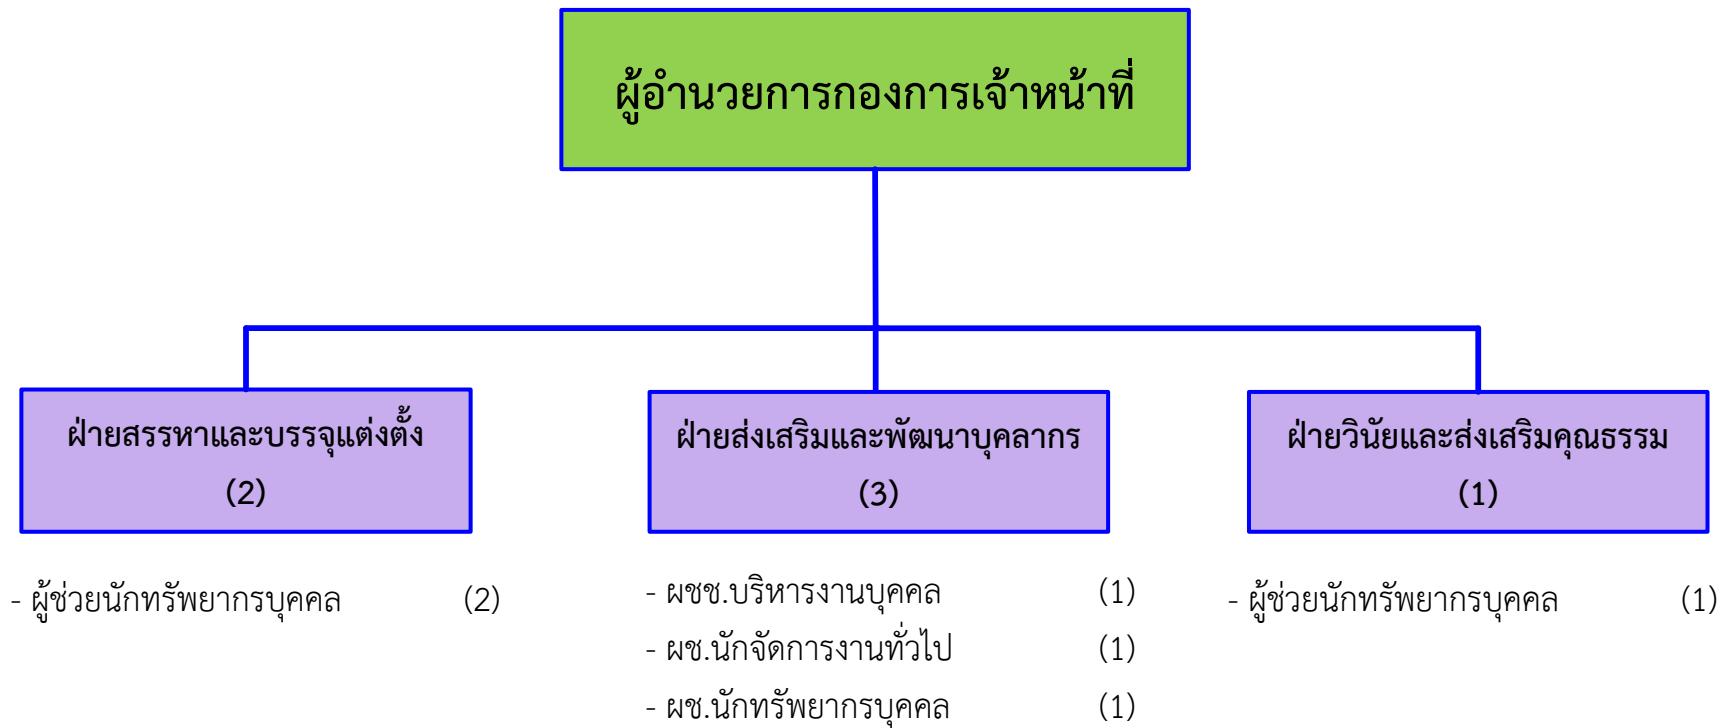 ผู้อำนวยการกองการเจ้าหน้าที่
ฝ่ายสรรหาและบรรจุแต่งตั้ง
(2)
- ผู้ช่วยนักทรัพยากรบุคคล (2)
ฝ่ายส่งเสริมและพัฒนาบุคลากร
(3)
- ผชช.บริหารงานบุคคล (1)
- ผช.นักจัดการงานทั่วไป (1)
- ผช.นักทรัพยากรบุคคล (1)
ฝ่ายวินัยและส่งเสริมคุณธรรม
(1)
- ผู้ช่วยนักทรัพยากรบุคคล (1)